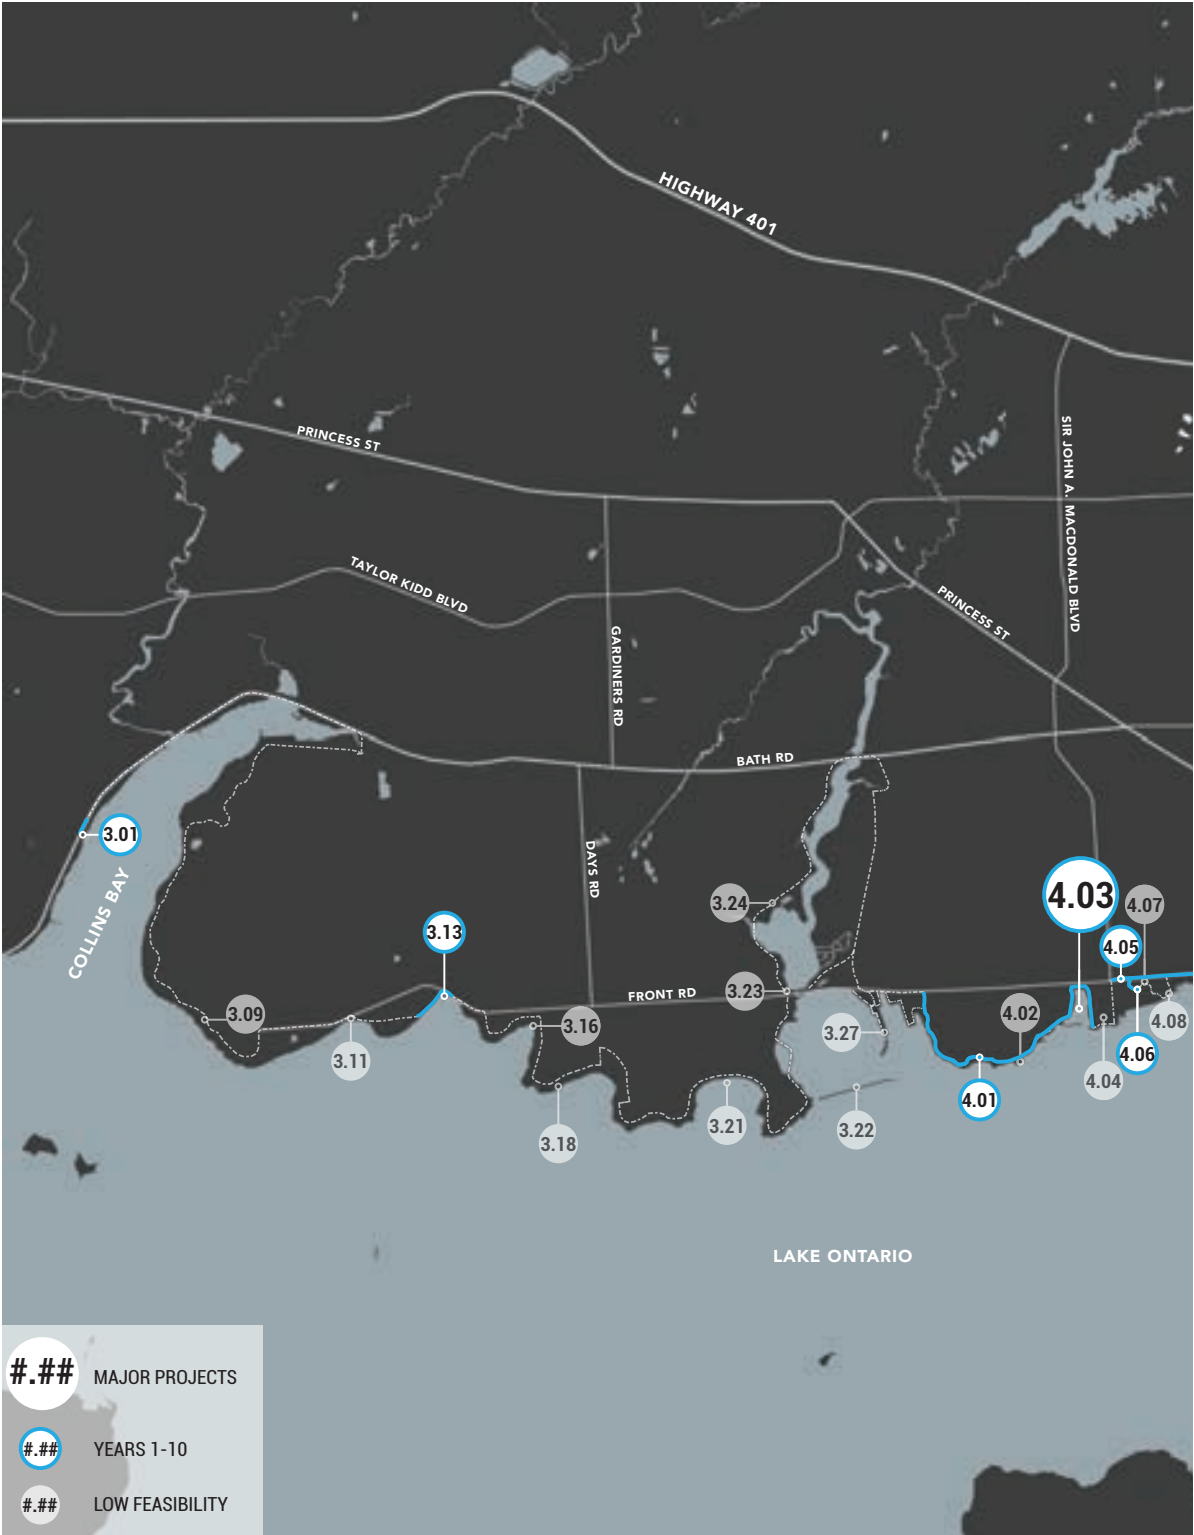 HIGHWAY 401
SIR JOHN A. MACDONALD BLVD
PRINCESS ST
TAYLOR KIDD BLVD
PRINCESS ST
GARDINERS RD
BATH RD
3.01
DAYS RD
COLLINS BAY
3.13
3.24
4.03
4.07
4.05
3.23
FRONT RD
3.09
3.11
3.16
3.27
4.02
4.08
4.06
4.04
4.01
3.18
3.21
3.22
LAKE ONTARIO
#.## MAJOR PROJECTS
#.## YEARS 1-10
#.## LOW FEASIBILITY